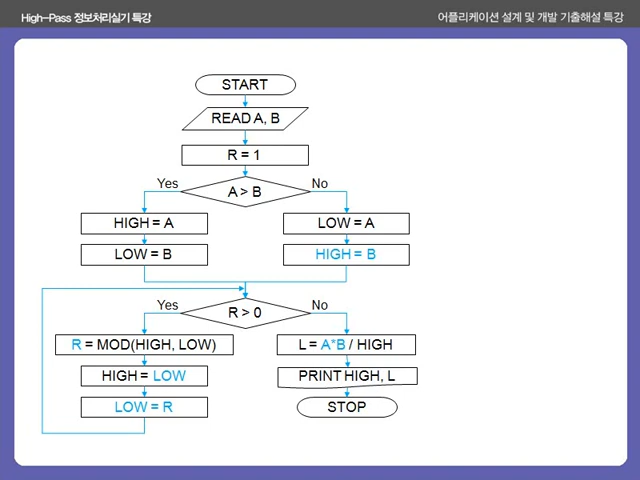 High-Pass 정보처리실기 특강
어플리케이션 설계 및 개발 기출해설 특강
START
READ A, B
R = 1
Yes
A > B
No
HIGH = A
LOW = A
LOW = B
HIGH = B
Yes
R > 0
No
R = MOD(HIGH, LOW)
L = A*B / HIGH
HIGH = LOW
PRINT HIGH, L
LOW = R
STOP